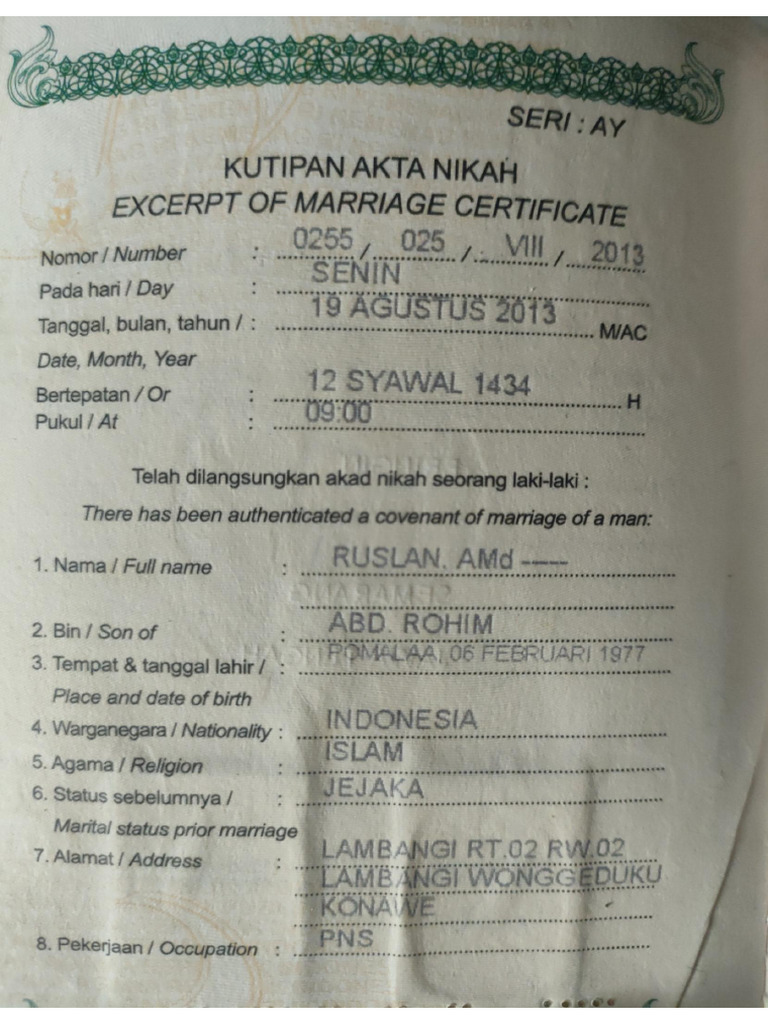 SERI : AY
KUTIPAN AKTA NIKAH
EXCERPT OF MARRIAGE CERTIFICATE
Nomor / Number : 0255 / 025 / VIII / 2013
Pada hari / Day : SENIN
Tanggal, bulan, tahun / : 19 AGUSTUS 2013 M/AC
Date, Month, Year
Bertepatan / Or : 12 SYAWAL 1434 H
Pukul / At : 09:00
Telah dilangsungkan akad nikah seorang laki-laki :
There has been authenticated a covenant of marriage of a man:
1. Nama / Full name : RUSLAN. AMd -----
2. Bin / Son of : ABD. ROHIM
3. Tempat & tanggal lahir / : POMALAA, 06 FEBRUARI 1977
Place and date of birth
4. Warganegara / Nationality : INDONESIA
5. Agama / Religion : ISLAM
6. Status sebelumnya / : JEJAKA
Marital status prior marriage
7. Alamat / Address : LAMBANGI RT.02 RW.02
LAMBANGI WONGGEDUKU
KONAWE
8. Pekerjaan / Occupation : PNS